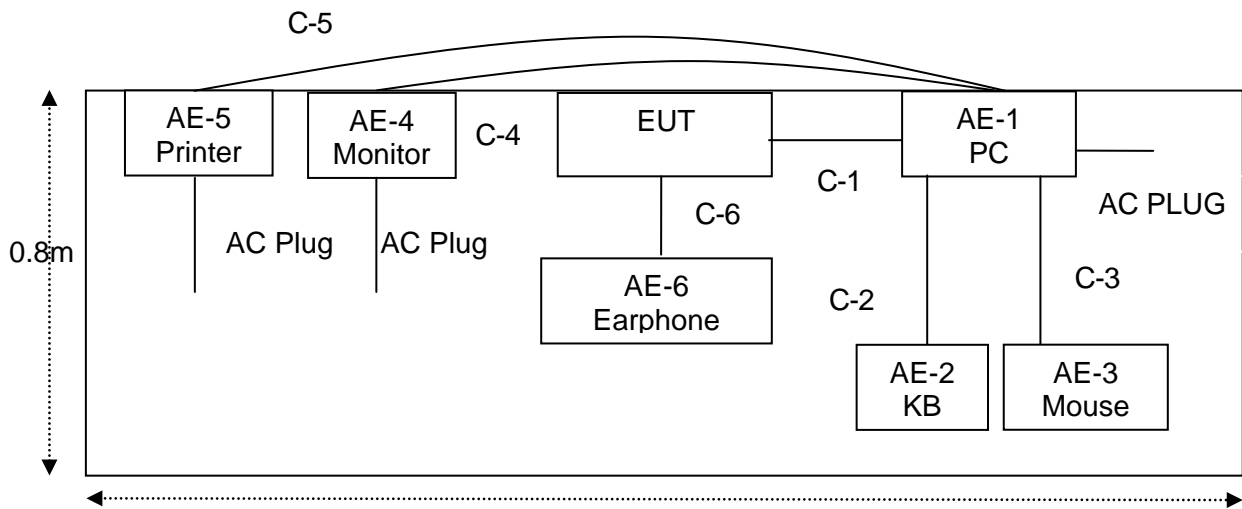 C-5
AE-5
Printer
AE-4
Monitor
C-4
EUT
AE-1
PC
C-1
AC PLUG
C-6
AC Plug
AC Plug
0.8m
AE-6
Earphone
C-2
C-3
AE-2
KB
AE-3
Mouse